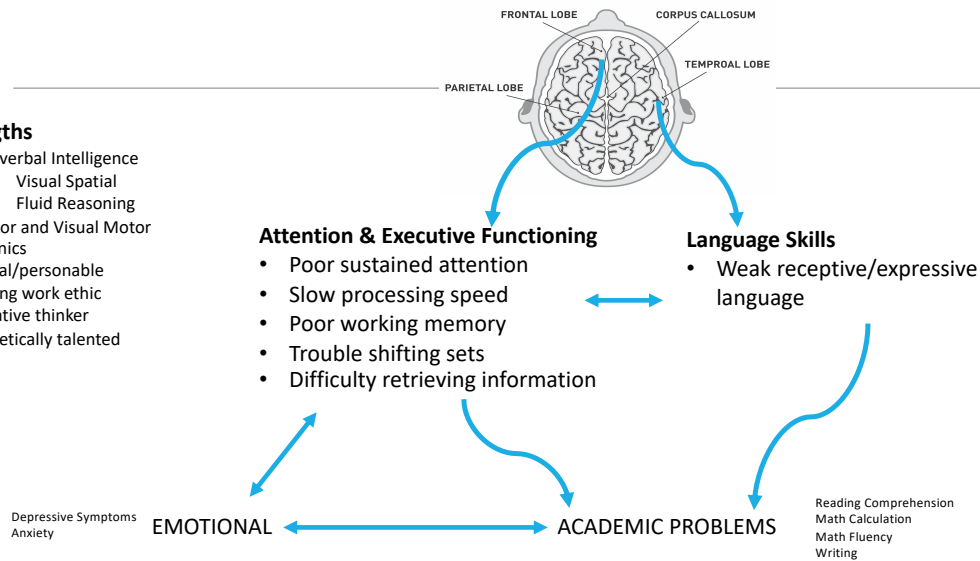 FRONTAL LOBE
CORPUS CALLOSUM
TEMPROAL LOBE
PARIETAL LOBE
gths
verbal Intelligence
Visual Spatial
Fluid Reasoning
or and Visual Motor
nics
al/personable
ng work ethic
ative thinker
etically talented
Attention & Executive Functioning
• Poor sustained attention
• Slow processing speed
• Poor working memory
• Trouble shifting sets
• Difficulty retrieving information
Language Skills
• Weak receptive/expressive
language
Depressive Symptoms
Anxiety
EMOTIONAL
ACADEMIC PROBLEMS
Reading Comprehension
Math Calculation
Math Fluency
Writing